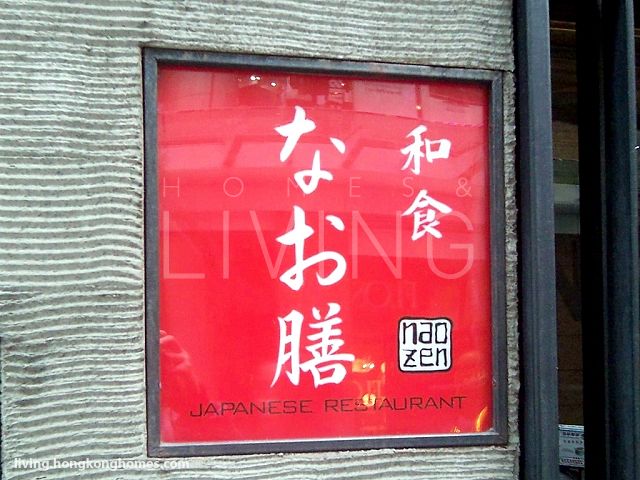 和食
なお膳
nao
zen
JAPANESE RESTAURANT
HOMES &
LIVING
living.hongkonghomes.com